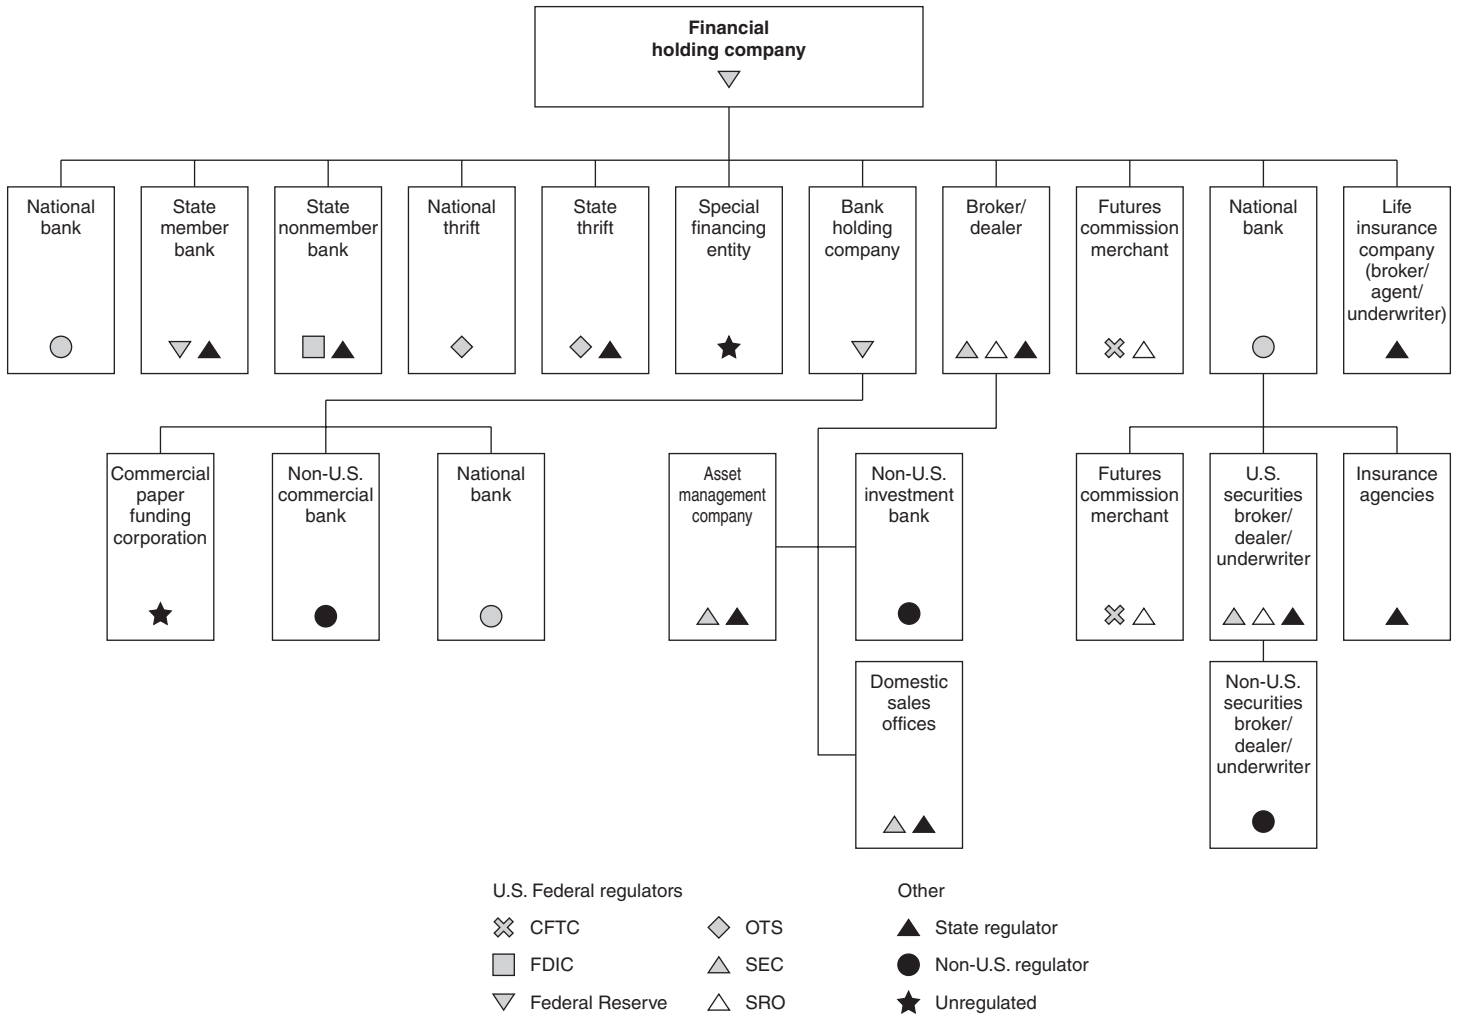 Financial
holding company
National
bank
State
member
bank
State
nonmember
bank
National
thrift
State
thrift
Special
financing
entity
Bank
holding
company
Broker/
dealer
Futures
commission
merchant
National
bank
Life
insurance
company
(broker/
agent/
underwriter)
Commercial
paper
funding
corporation
Non-U.S.
commercial
bank
National
bank
Asset
management
company
Non-U.S.
investment
bank
Futures
commission
merchant
U.S.
securities
broker/
dealer/
underwriter
Insurance
agencies
Domestic
sales
offices
Non-U.S.
securities
broker/
dealer/
underwriter
U.S. Federal regulators
CFTC
FDIC
Federal Reserve
OTS
SEC
SRO
Other
State regulator
Non-U.S. regulator
Unregulated